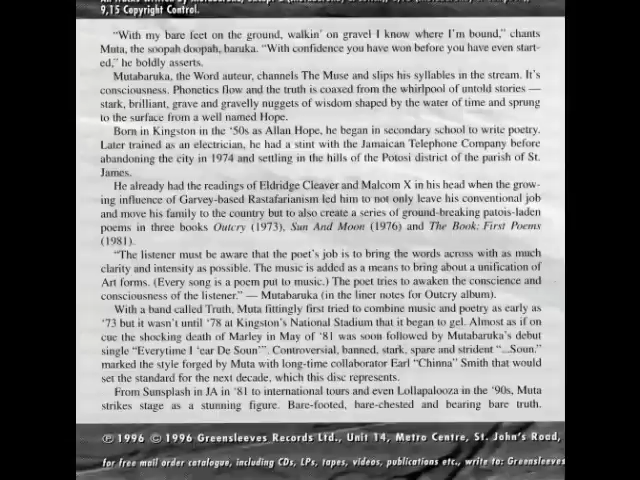 9,15 Copyright Control.
"With my bare feet on the ground, walkin' on gravel I know where I'm bound," chants
Muta, the soopah doopah, baruka. "With confidence you have won before you have even start-
ed," he boldly asserts.
Mutabaruka, the Word auteur, channels The Muse and slips his syllables in the stream. It's
consciousness. Phonetics flow and the truth is coaxed from the whirlpool of untold stories —
stark, brilliant, grave and gravelly nuggets of wisdom shaped by the water of time and sprung
to the surface from a well named Hope.
Born in Kingston in the '50s as Allan Hope, he began in secondary school to write poetry.
Later trained as an electrician, he had a stint with the Jamaican Telephone Company before
abandoning the city in 1974 and settling in the hills of the Potosi district of the parish of St.
James.
He already had the readings of Eldridge Cleaver and Malcom X in his head when the grow-
ing influence of Garvey-based Rastafarianism led him to not only leave his conventional job
and move his family to the country but to also create a series of ground-breaking patois-laden
poems in three books Outcry (1973), Sun And Moon (1976) and The Book: First Poems
(1981).
"The listener must be aware that the poet's job is to bring the words across with as much
clarity and intensity as possible. The music is added as a means to bring about a unification of
Art forms. (Every song is a poem put to music.) The poet tries to awaken the conscience and
consciousness of the listener." — Mutabaruka (in the liner notes for Outcry album).
With a band called Truth, Muta fittingly first tried to combine music and poetry as early as
'73 but it wasn't until '78 at Kingston's National Stadium that it began to gel. Almost as if on
cue the shocking death of Marley in May of '81 was soon followed by Mutabaruka's debut
single "Everytime I 'ear De Soun'". Controversial, banned, stark, spare and strident "...Soun."
marked the style forged by Muta with long-time collaborator Earl "Chinna" Smith that would
set the standard for the next decade, which this disc represents.
From Sunsplash in JA in '81 to international tours and even Lollapalooza in the '90s, Muta
strikes stage as a stunning figure. Bare-footed, bare-chested and bearing bare truth.
℗ 1996 © 1996 Greensleeves Records Ltd., Unit 14, Metro Centre, St. John's Road,
for free mail order catalogue, including CDs, LPs, tapes, videos, publications etc., write to: Greensleeves